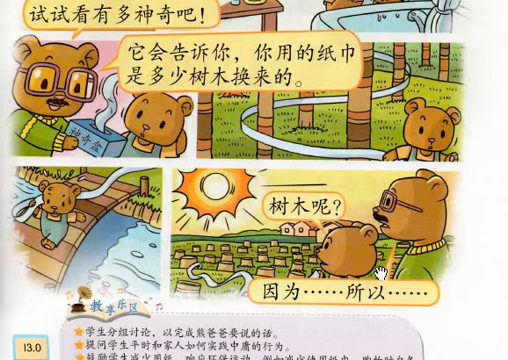 试试看有多神奇吧！
它会告诉你，你用的纸巾
是多少树木换来的。
神奇盒
树木呢？
因为……所以……
教学乐区
13.0
★学生分组讨论，以完成熊爸爸要说的话。
★提问学生平时和家人如何实践中庸的行为。